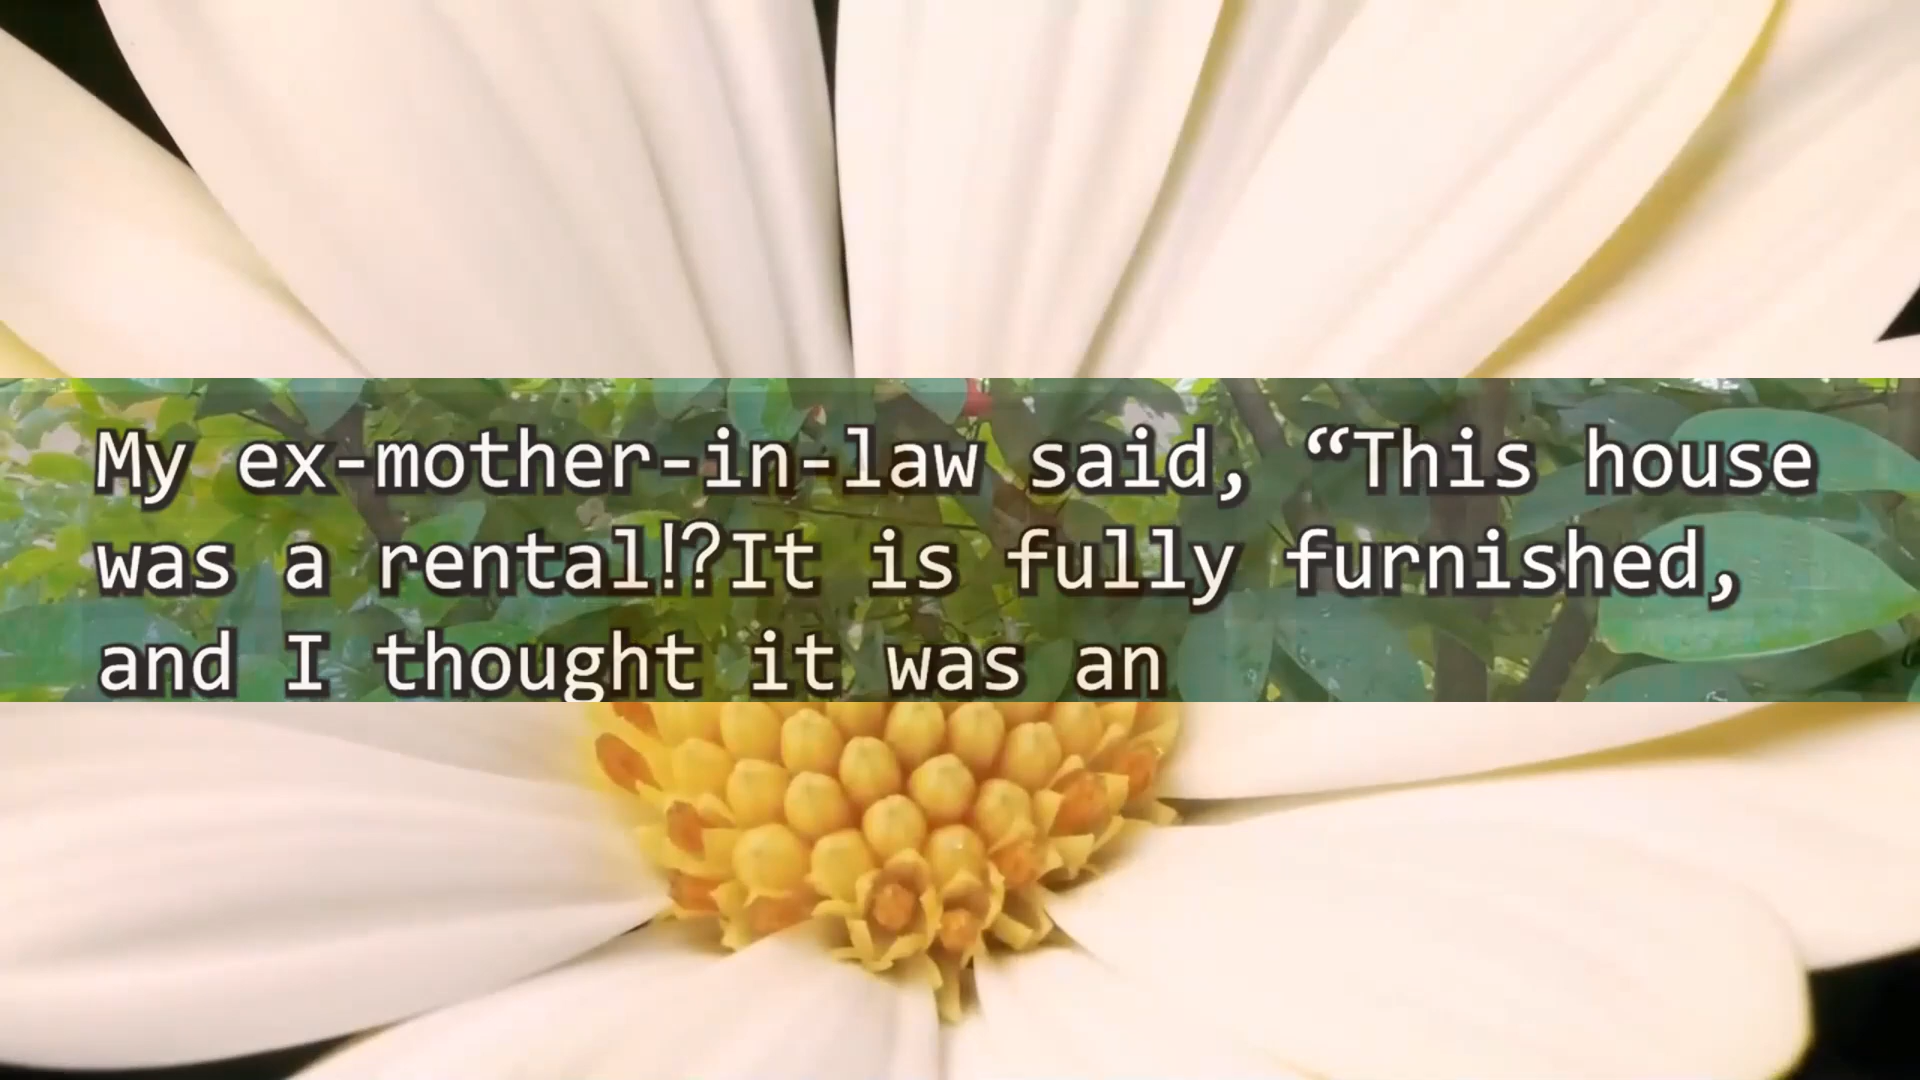 My ex-mother-in-law said, “This house
was a rental!?It is fully furnished,
and I thought it was an